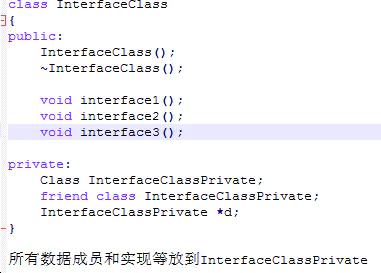 class InterfaceClass
{
public:
    InterfaceClass();
    ~InterfaceClass();
    void interface1();
    void interface2();
    void interface3();
private:
    Class InterfaceClassPrivate;
    friend class InterfaceClassPrivate;
    InterfaceClassPrivate *d;
}
所有数据成员和实现等放到InterfaceClassPrivate